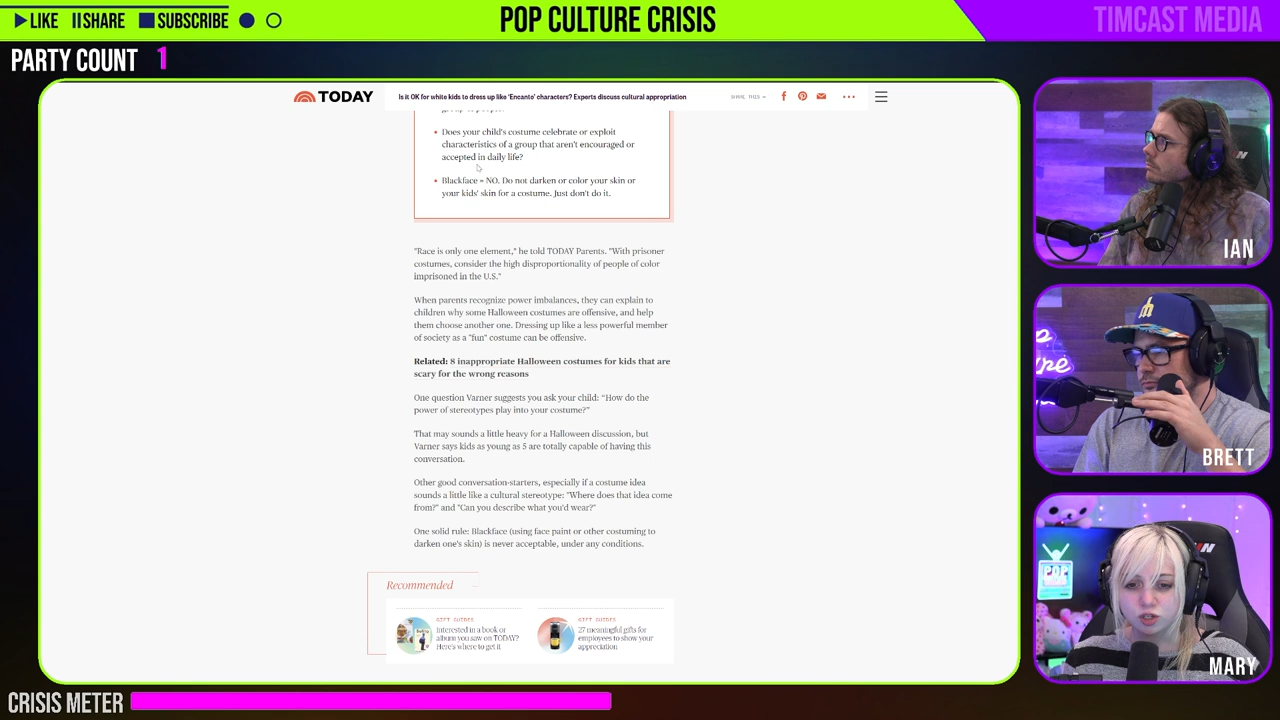 LIKE SHARE SUBSCRIBE
POP CULTURE CRISIS
TIMCAST MEDIA
PARTY COUNT 1
TODAY
Is it OK for white kids to dress up like 'Encanto' characters? Experts discuss cultural appropriation
SHARE THIS –
• Does your child's costume celebrate or exploit
characteristics of a group that aren't encouraged or
accepted in daily life?
• Blackface = NO. Do not darken or color your skin or
your kids' skin for a costume. Just don't do it.
"Race is only one element," he told TODAY Parents. "With prisoner
costumes, consider the high disproportionality of people of color
imprisoned in the U.S."
When parents recognize power imbalances, they can explain to
children why some Halloween costumes are offensive, and help
them choose another one. Dressing up like a less powerful member
of society as a "fun" costume can be offensive.
Related: 8 inappropriate Halloween costumes for kids that are
scary for the wrong reasons
One question Varner suggests you ask your child: "How do the
power of stereotypes play into your costume?"
That may sounds a little heavy for a Halloween discussion, but
Varner says kids as young as 5 are totally capable of having this
conversation.
Other good conversation-starters, especially if a costume idea
sounds a little like a cultural stereotype: "Where does that idea come
from?" and "Can you describe what you'd wear?"
One solid rule: Blackface (using face paint or other costuming to
darken one's skin) is never acceptable, under any conditions.
Recommended
GIFT GUIDES
Interested in a book or
album you saw on TODAY?
Here's where to get it
GIFT GUIDES
27 meaningful gifts for
employees to show your
appreciation
IAN
BRETT
MARY
CRISIS METER